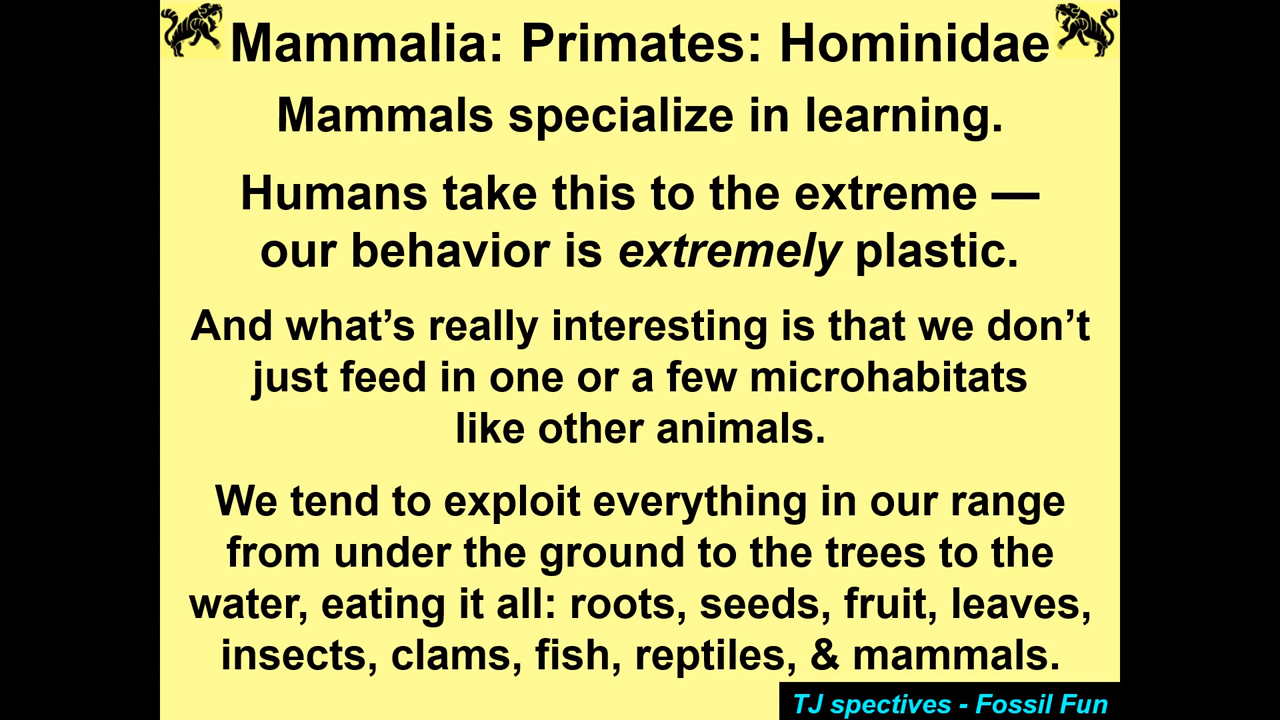 Mammalia: Primates: Hominidae
Mammals specialize in learning.
Humans take this to the extreme —
our behavior is extremely plastic.
And what’s really interesting is that we don’t
just feed in one or a few microhabitats
like other animals.
We tend to exploit everything in our range
from under the ground to the trees to the
water, eating it all: roots, seeds, fruit, leaves,
insects, clams, fish, reptiles, & mammals.
TJ spectives - Fossil Fun